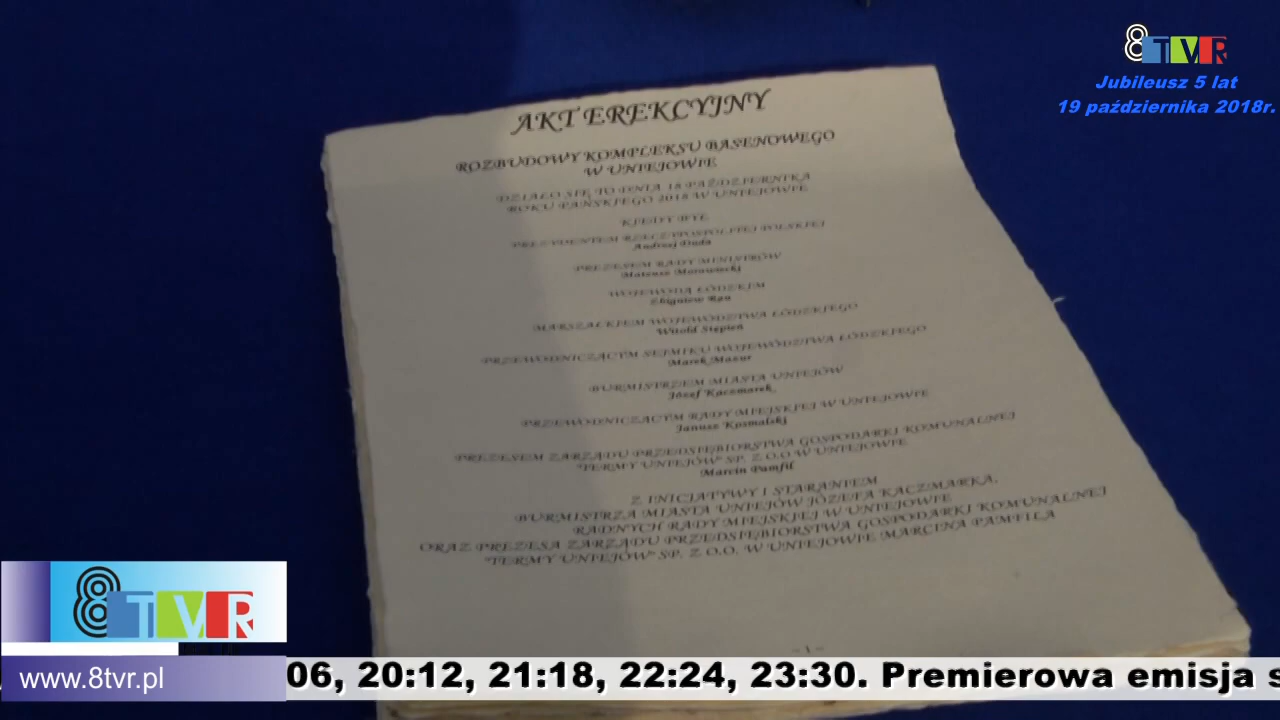 8TVR
Jubileusz 5 lat
19 października 2018r.
AKT EREKCYJNY
ROZBUDOWY KOMPLEKSU BASENOWEGO
W UNIEJOWIE
DZIAŁO SIĘ TO DNIA 18 PAŹDZIERNIKA
ROKU PAŃSKIEGO 2018 W UNIEJOWIE
KIEDY BYŁ
PREZYDENTEM RZECZYPOSPOLITEJ POLSKIEJ
Andrzej Duda
PREZESEM RADY MINISTRÓW
Mateusz Morawiecki
WOJEWODĄ ŁÓDZKIM
Zbigniew Rau
MARSZAŁKIEM WOJEWÓDZTWA ŁÓDZKIEGO
Witold Stępień
PRZEWODNICZĄCYM SEJMIKU WOJEWÓDZTWA ŁÓDZKIEGO
Marek Mazur
BURMISTRZEM MIASTA UNIEJÓW
Józef Kaczmarek
PRZEWODNICZĄCYM RADY MIEJSKIEJ W UNIEJOWIE
Janusz Kosmalski
PREZESEM ZARZĄDU PRZEDSIĘBIORSTWA GOSPODARKI KOMUNALNEJ
"TERMY UNIEJÓW" SP. Z O.O W UNIEJOWIE
Marcin Pamfil
Z INICJATYWY I STARANIEM
BURMISTRZA MIASTA UNIEJÓW JÓZEFA KACZMARKA,
RADNYCH RADY MIEJSKIEJ W UNIEJOWIE
ORAZ PREZESA ZARZĄDU PRZEDSIĘBIORSTWA GOSPODARKI KOMUNALNEJ
"TERMY UNIEJÓW" SP. Z O.O. W UNIEJOWIE MARCINA PAMFILA
- 1 -
8TVR
www.8tvr.pl
06, 20:12, 21:18, 22:24, 23:30. Premierowa emisja s